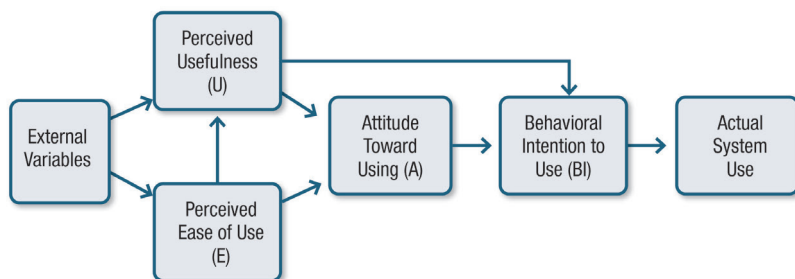 Perceived
Usefulness
(U)
External
Variables
Perceived
Ease of Use
(E)
Attitude
Toward
Using (A)
Behavioral
Intention to
Use (BI)
Actual
System
Use